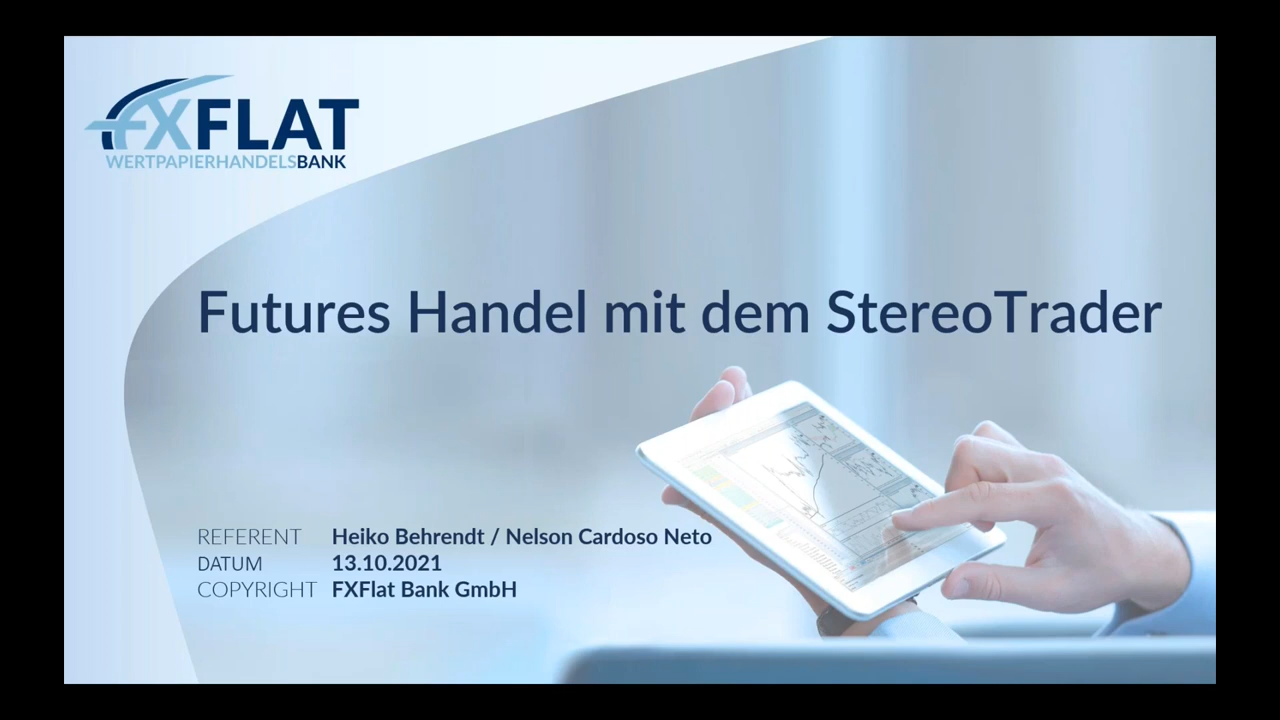 FXFLAT
WERTPAPIERHANDELSBANK
Futures Handel mit dem StereoTrader
REFERENT Heiko Behrendt / Nelson Cardoso Neto
DATUM 13.10.2021
COPYRIGHT FXFlat Bank GmbH